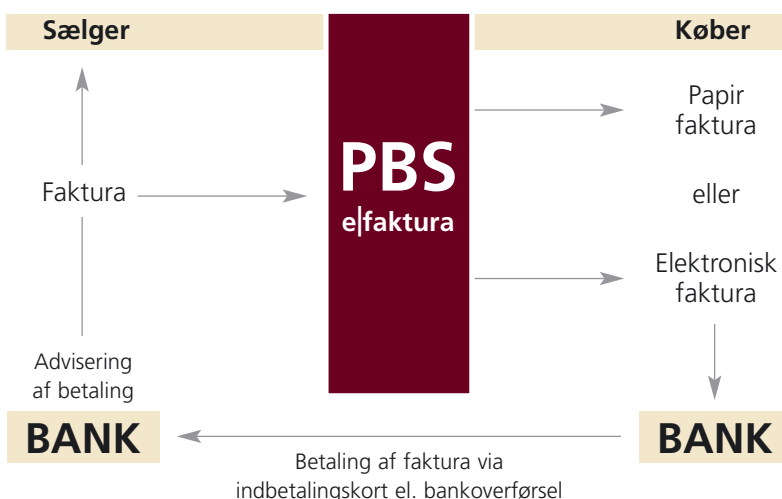 Sælger
Køber
PBS
e|faktura
Faktura
Papir
faktura
eller
Elektronisk
faktura
Advisering
af betaling
BANK
BANK
Betaling af faktura via
indbetalingskort el. bankoverførsel